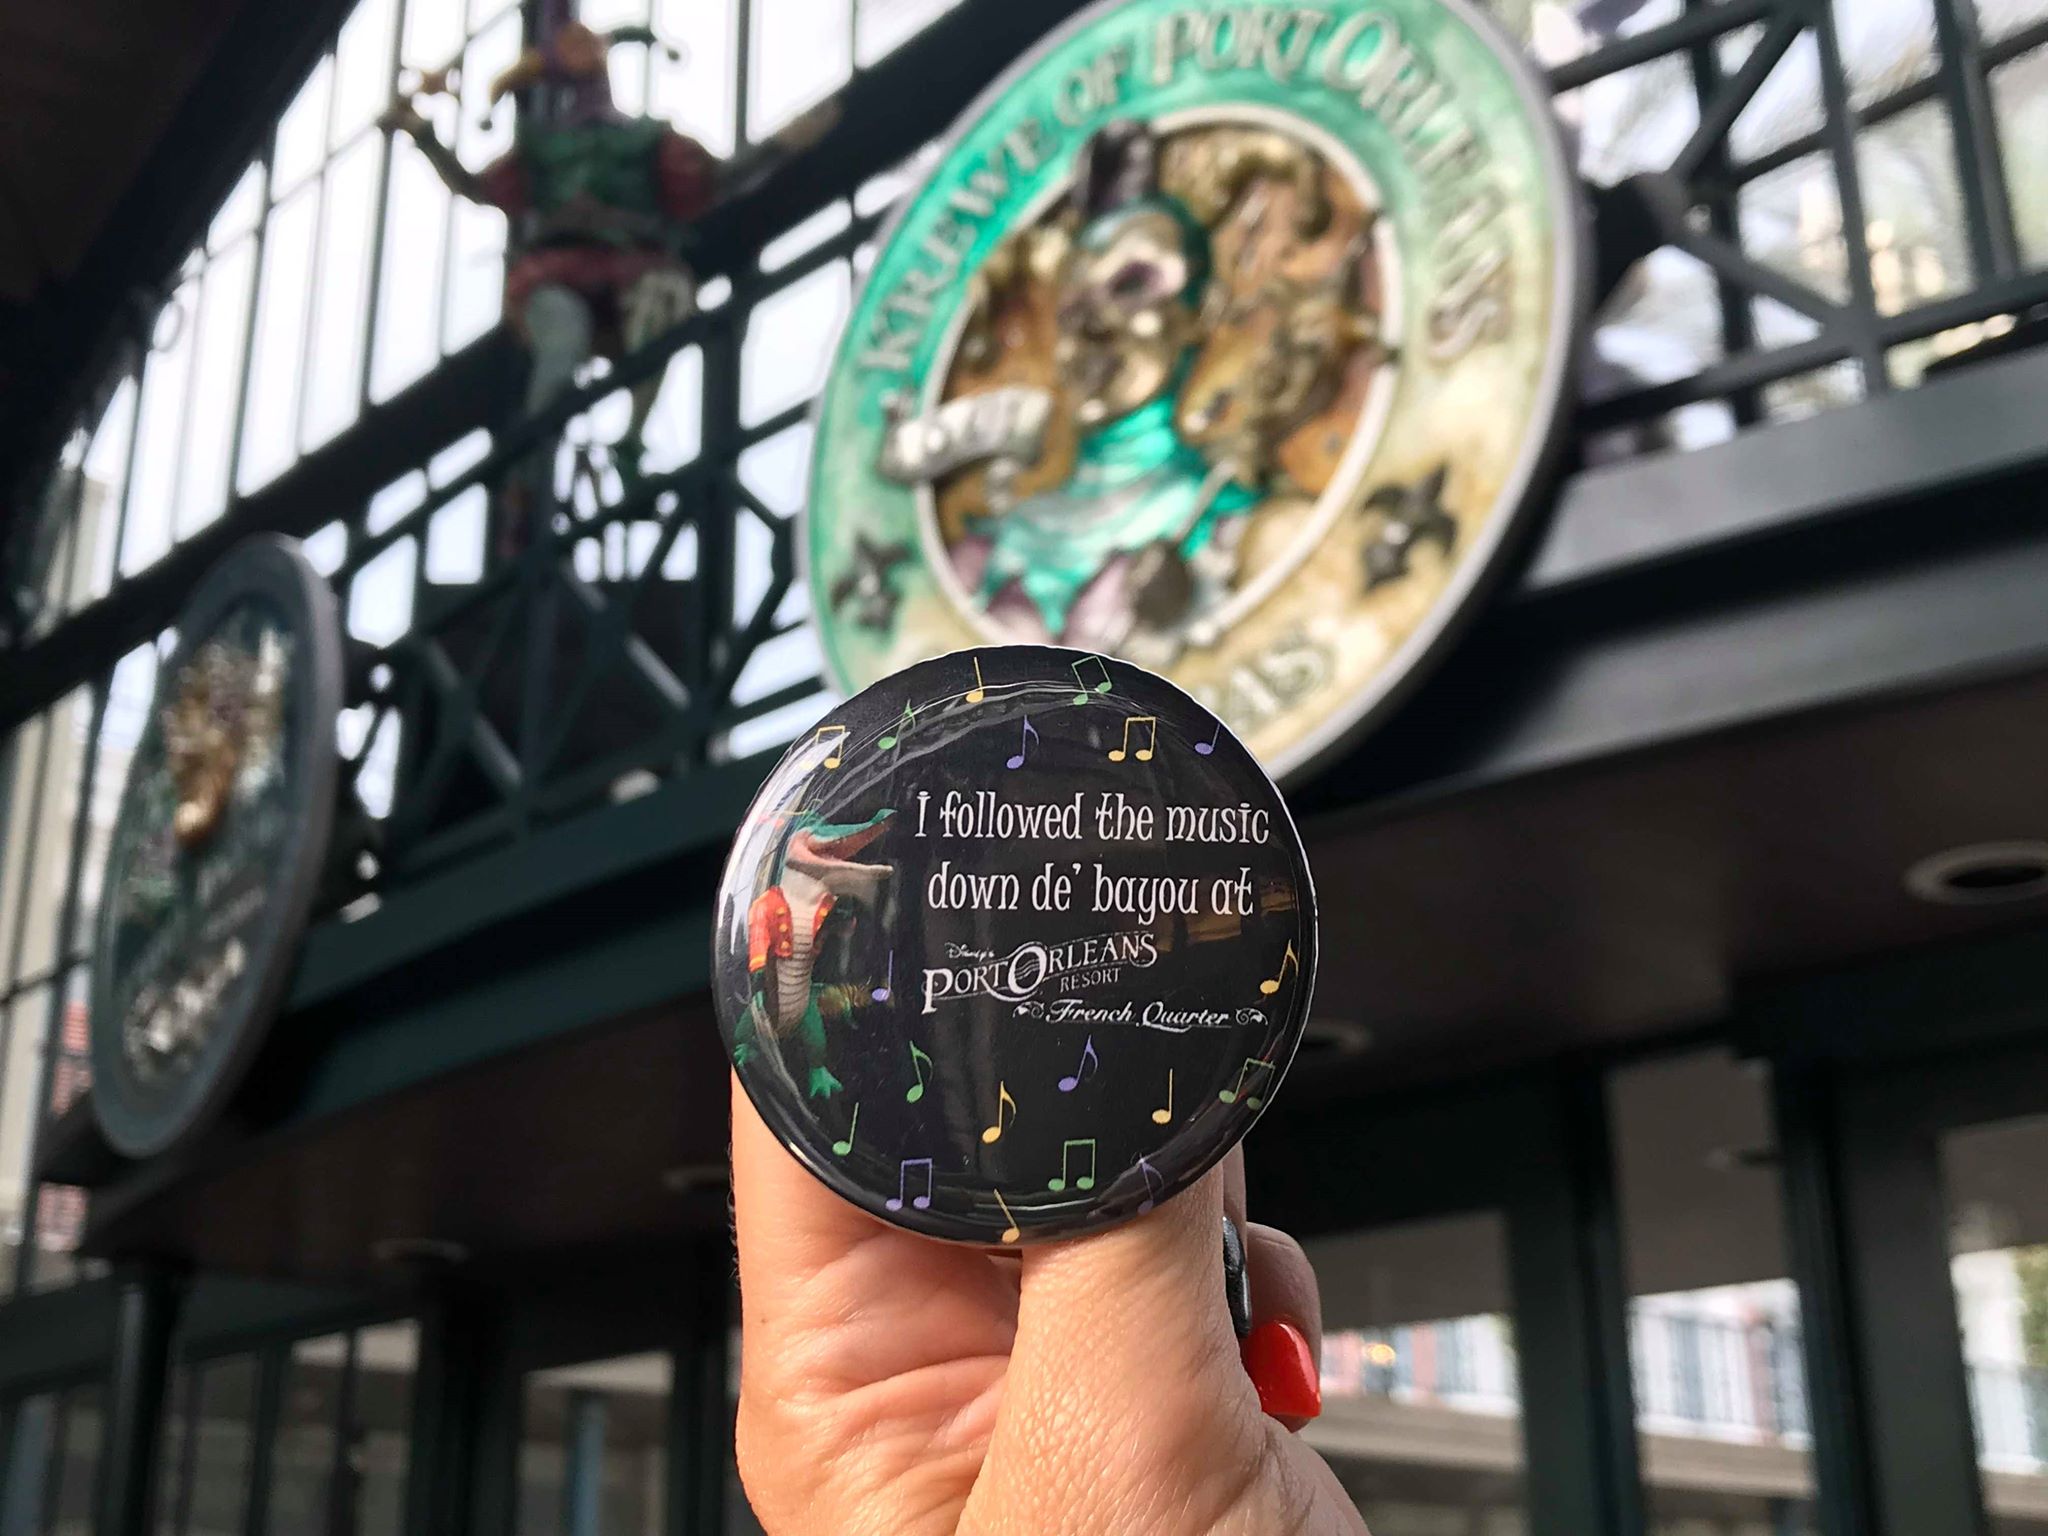 KREWE OF PORT ORLEANS
I followed the music
down de' bayou at
Disney's
PORT ORLEANS
RESORT
French Quarter